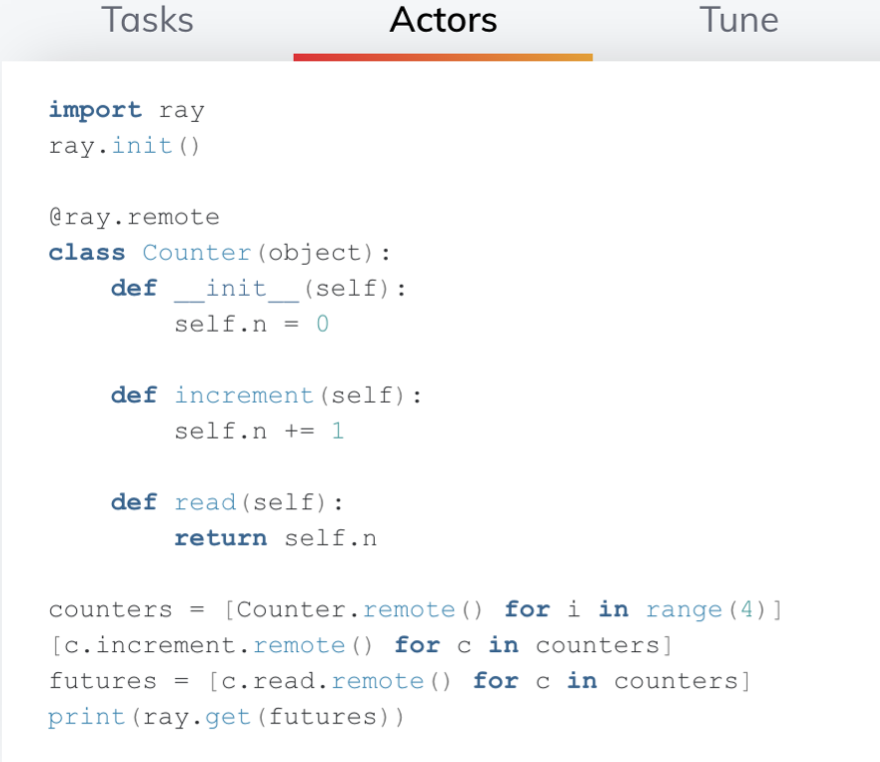 Tasks Actors Tune
import ray
ray.init()
@ray.remote
class Counter(object):
    def __init__(self):
        self.n = 0
    def increment(self):
        self.n += 1
    def read(self):
        return self.n
counters = [Counter.remote() for i in range(4)]
[c.increment.remote() for c in counters]
futures = [c.read.remote() for c in counters]
print(ray.get(futures))